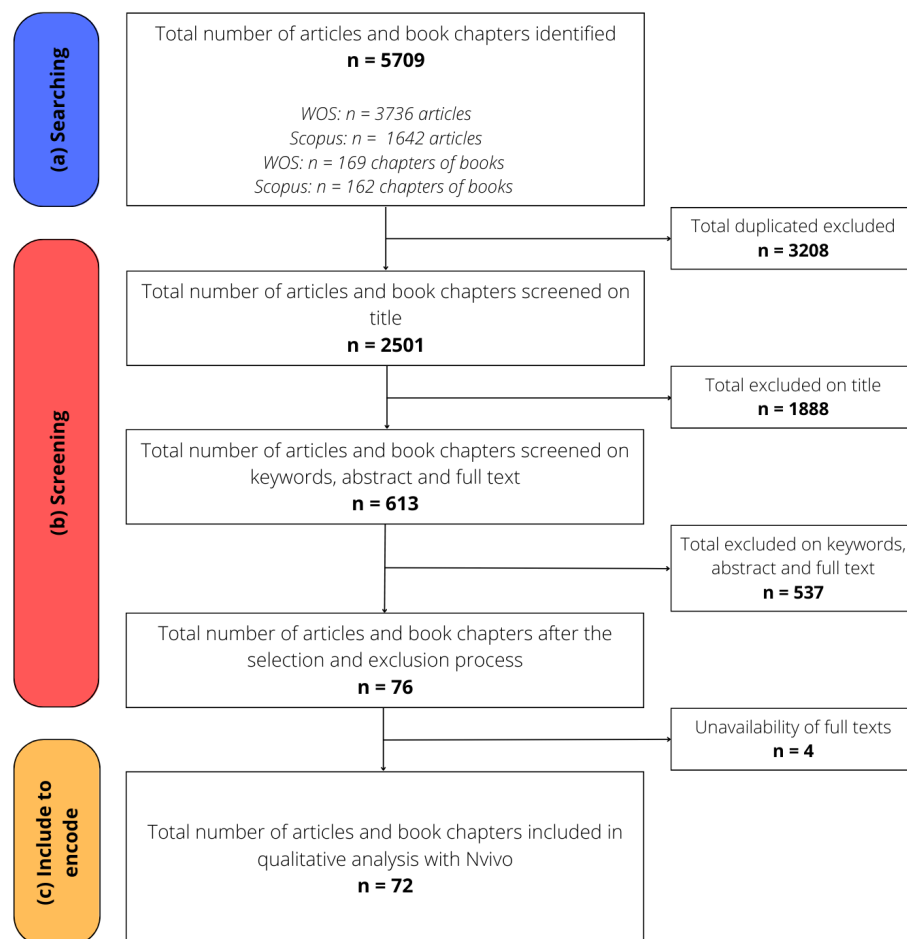 (a) Searching
Total number of articles and book chapters identified
n = 5709
WOS: n = 3736 articles
Scopus: n =  1642 articles
WOS: n = 169 chapters of books
Scopus: n = 162 chapters of books
Total duplicated excluded
n = 3208
(b) Screening
Total number of articles and book chapters screened on
title
n = 2501
Total excluded on title
n = 1888
Total number of articles and book chapters screened on
keywords, abstract and full text
n = 613
Total excluded on keywords,
abstract and full text
n = 537
Total number of articles and book chapters after the
selection and exclusion process
n = 76
Unavailability of full texts
n = 4
(c) Include to
encode
Total number of articles and book chapters included in
qualitative analysis with Nvivo
n = 72